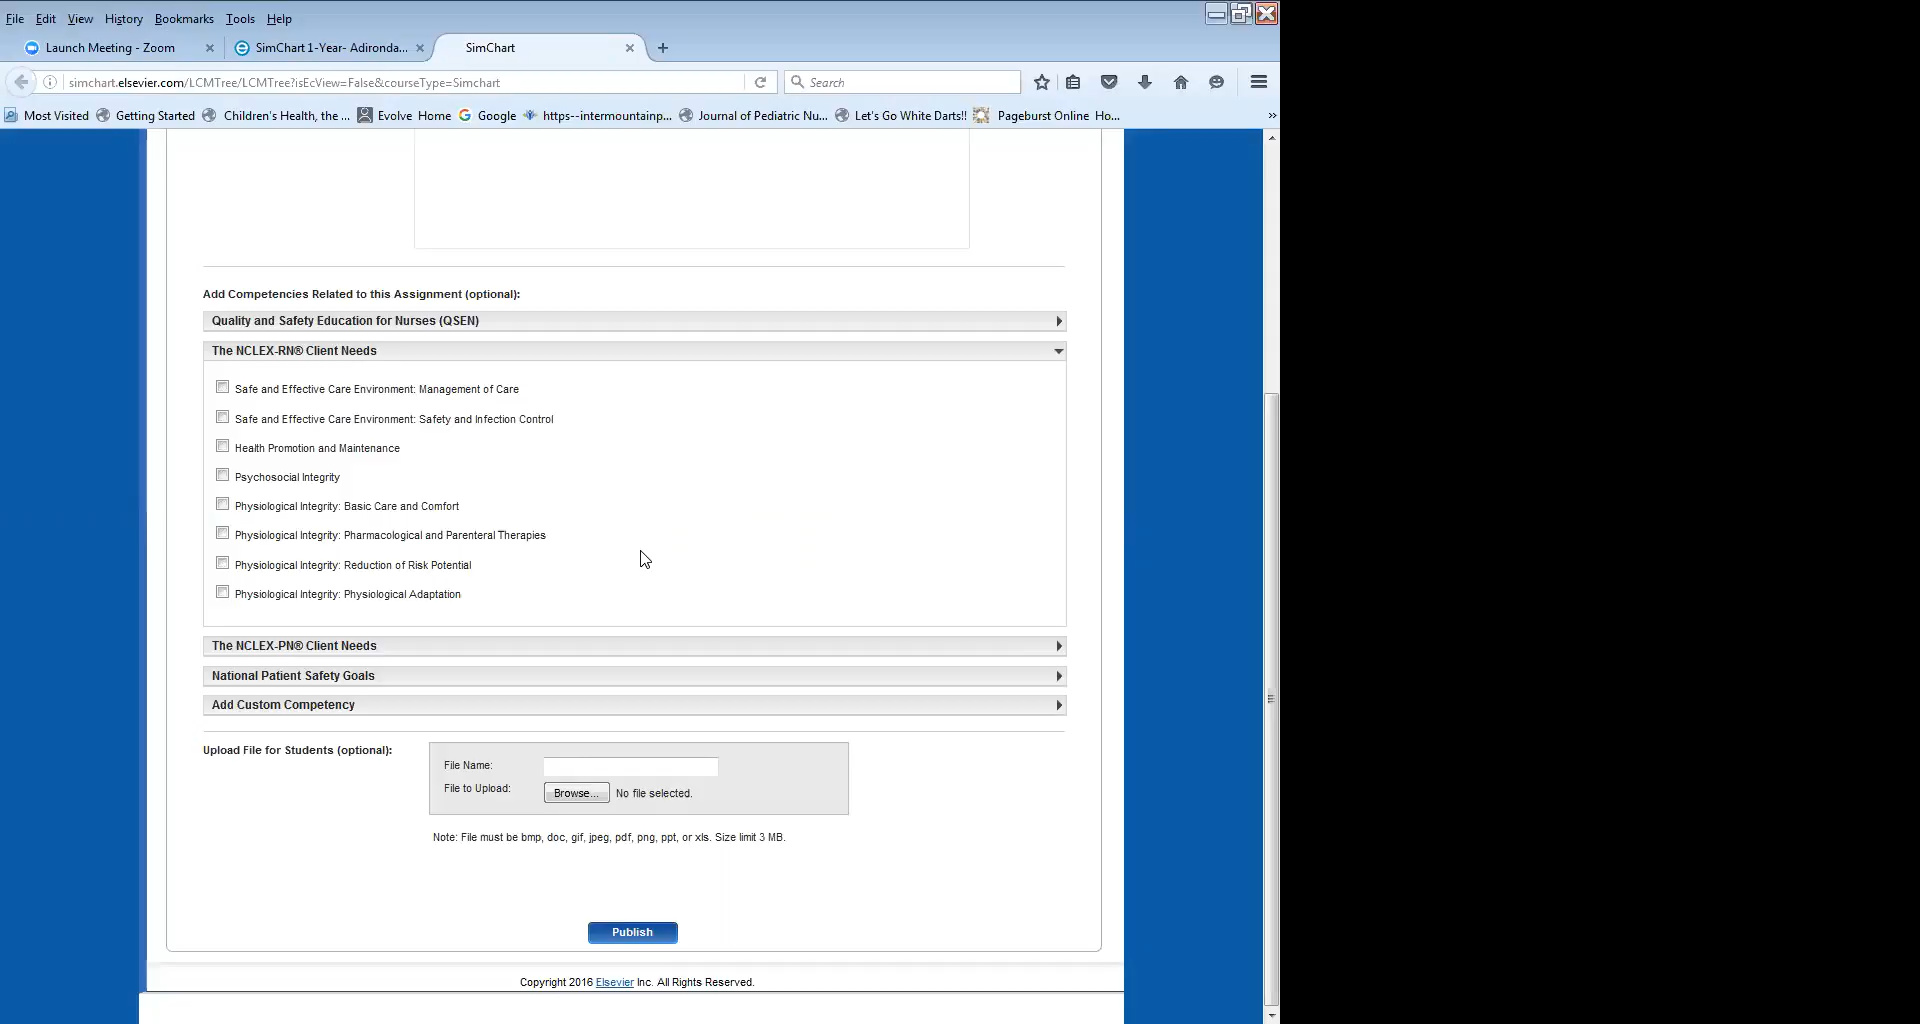 File Edit View History Bookmarks Tools Help
Launch Meeting - Zoom SimChart 1-Year- Adironda... SimChart
simchart.elsevier.com/LCMTree/LCMTree?isEcView=False&courseType=Simchart Search
Most Visited Getting Started Children's Health, the ... Evolve Home Google https--intermountainp... Journal of Pediatric Nu... Let's Go White Darts!! Pageburst Online Ho... »
Add Competencies Related to this Assignment (optional):
Quality and Safety Education for Nurses (QSEN)
The NCLEX-RN® Client Needs
Safe and Effective Care Environment: Management of Care
Safe and Effective Care Environment: Safety and Infection Control
Health Promotion and Maintenance
Psychosocial Integrity
Physiological Integrity: Basic Care and Comfort
Physiological Integrity: Pharmacological and Parenteral Therapies
Physiological Integrity: Reduction of Risk Potential
Physiological Integrity: Physiological Adaptation
The NCLEX-PN® Client Needs
National Patient Safety Goals
Add Custom Competency
Upload File for Students (optional):
File Name:
File to Upload: Browse... No file selected.
Note: File must be bmp, doc, gif, jpeg, pdf, png, ppt, or xls. Size limit 3 MB.
Publish
Copyright 2016 Elsevier Inc. All Rights Reserved.